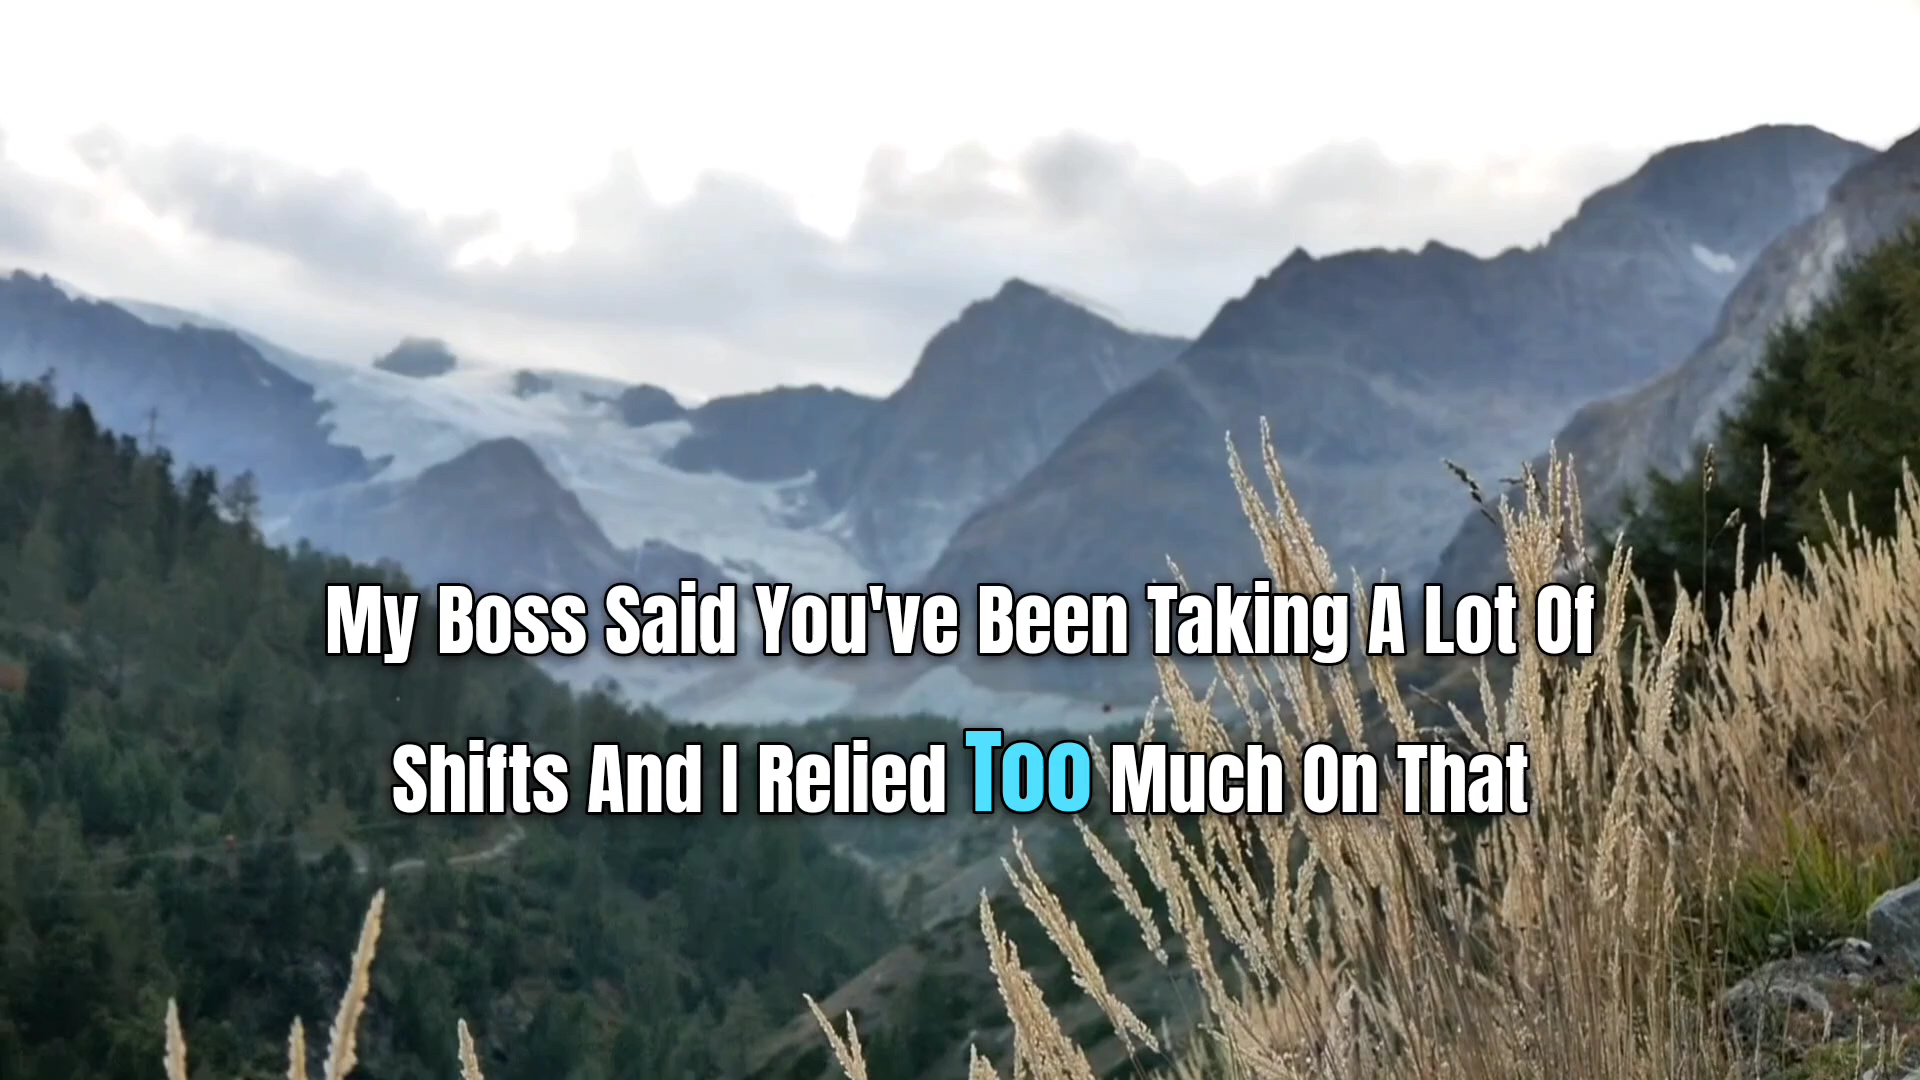 My Boss Said You've Been Taking A Lot Of
Shifts And I Relied Too Much On That